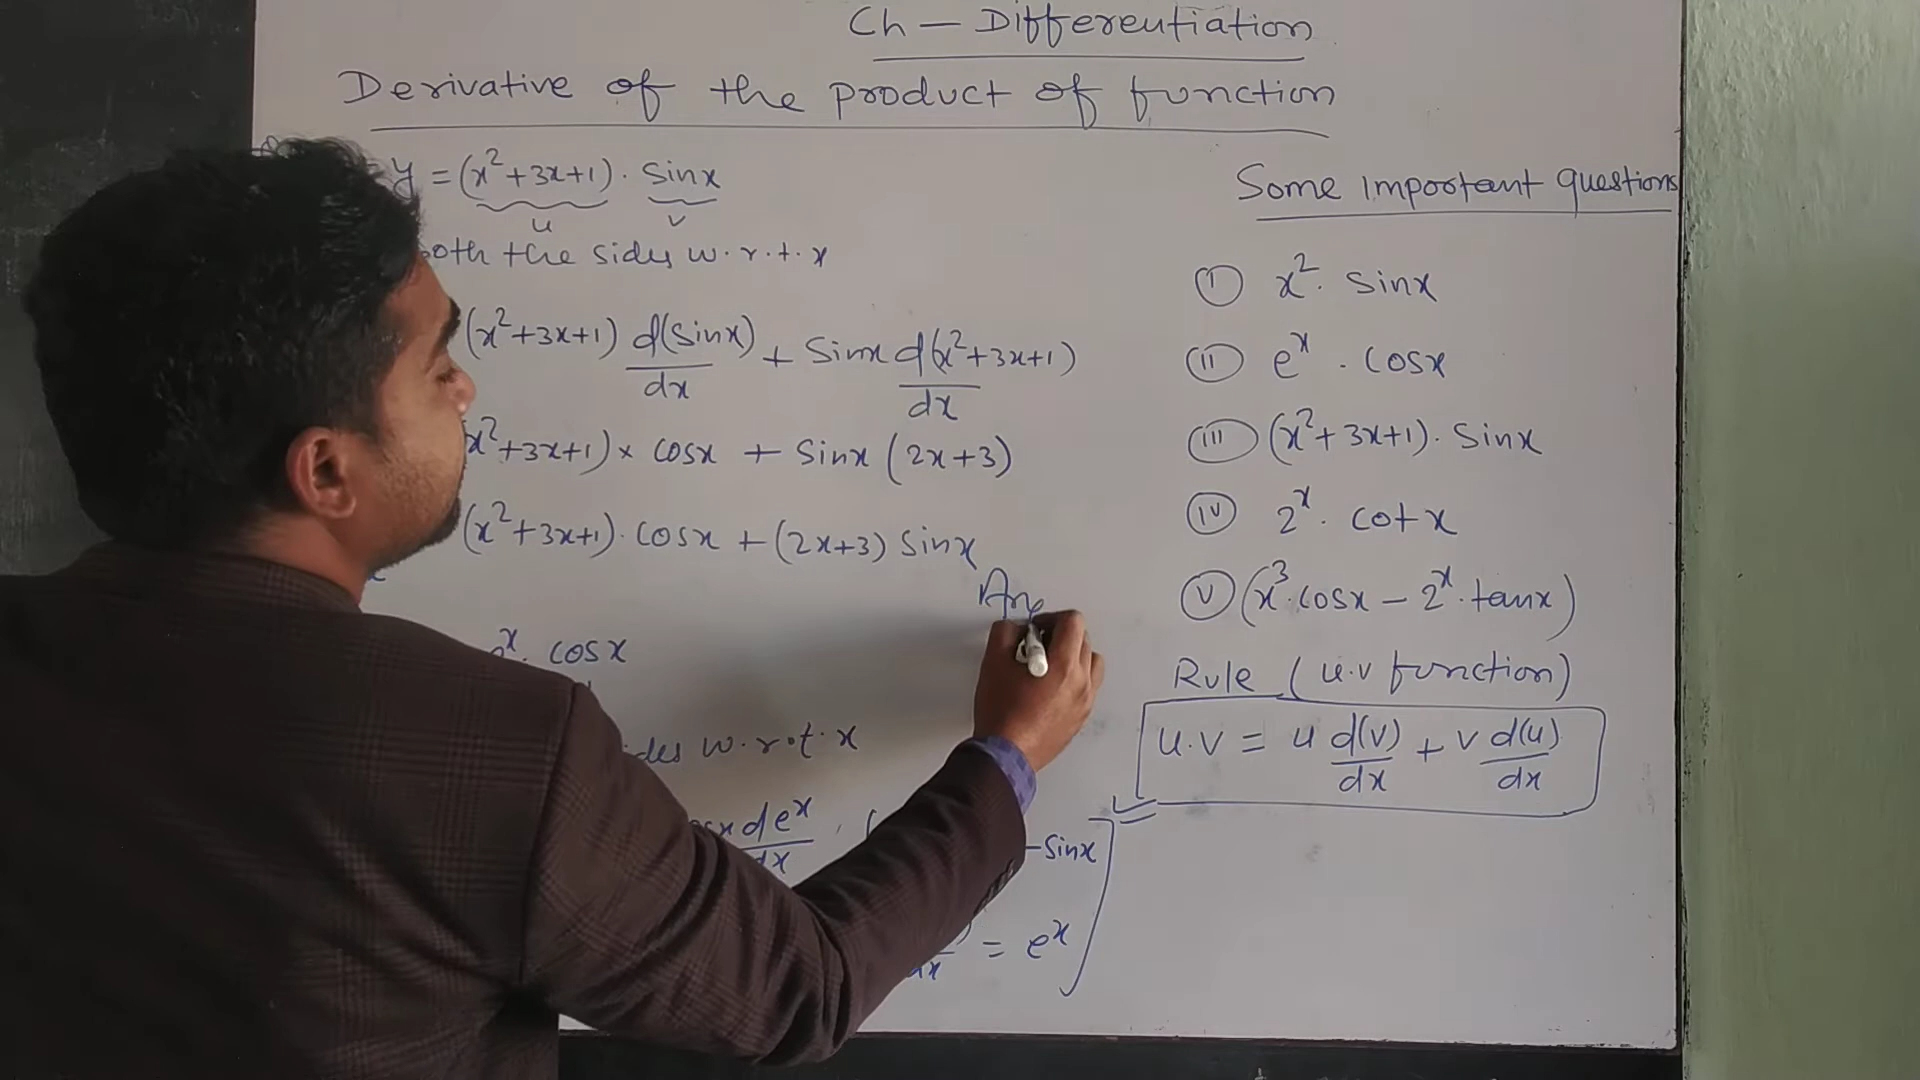 Ch - Differentiation
Derivative of the product of function
y = (x²+3x+1) · Sinx
u v
both the sides w.r.t. x
(x²+3x+1) d(Sinx)/dx + Sinx d(x²+3x+1)/dx
x²+3x+1) × Cosx + Sinx (2x+3)
(x²+3x+1) · Cosx + (2x+3) Sinx
Ans
x · cosx
des w.r.t. x
x deˣ/dx
-Sinx
= eˣ
Some important questions
(i) x² · Sinx
(ii) eˣ · cosx
(iii) (x²+3x+1) · Sinx
(iv) 2ˣ · cotx
(v) (x³·cosx - 2ˣ·tanx)
Rule (u.v function)
u.v = u d(v)/dx + v d(u)/dx